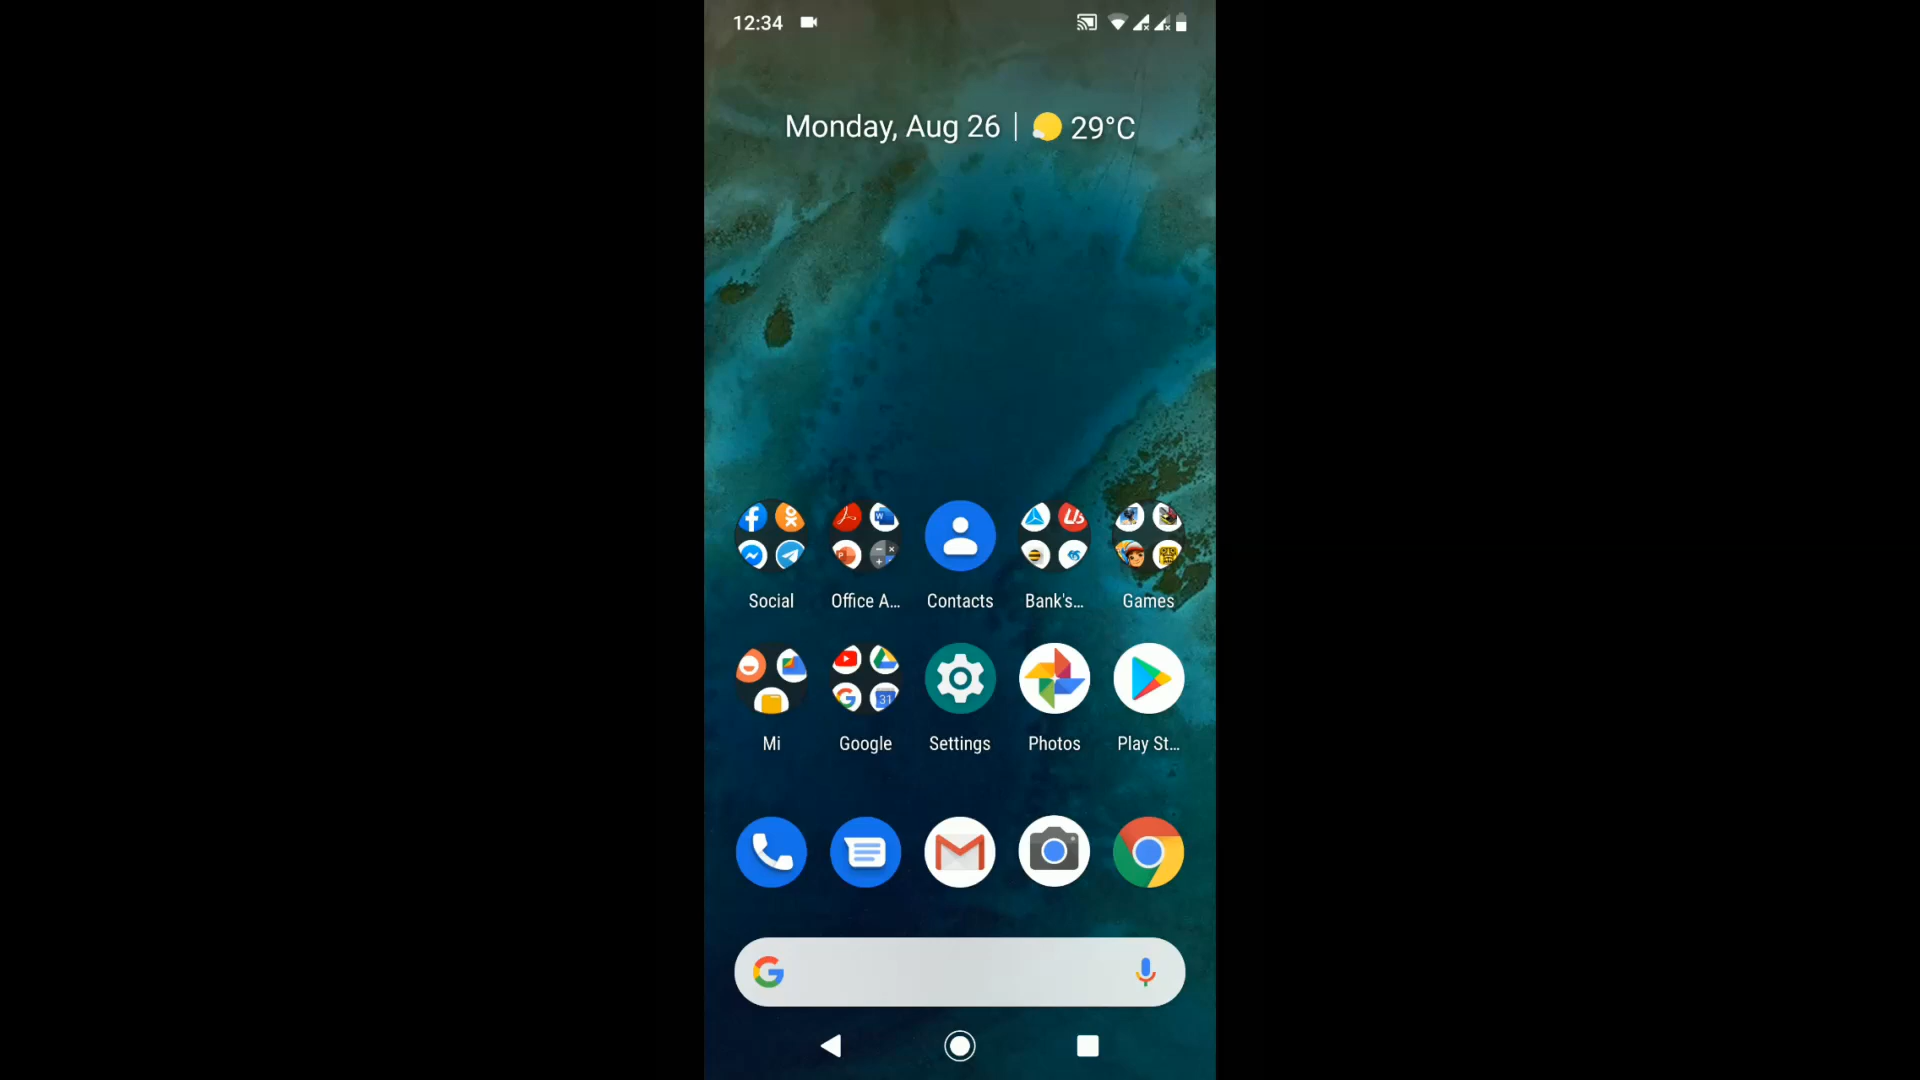 12:34
Monday, Aug 26 | 29°C
Social Office A... Contacts Bank's... Games
Mi Google Settings Photos Play St...